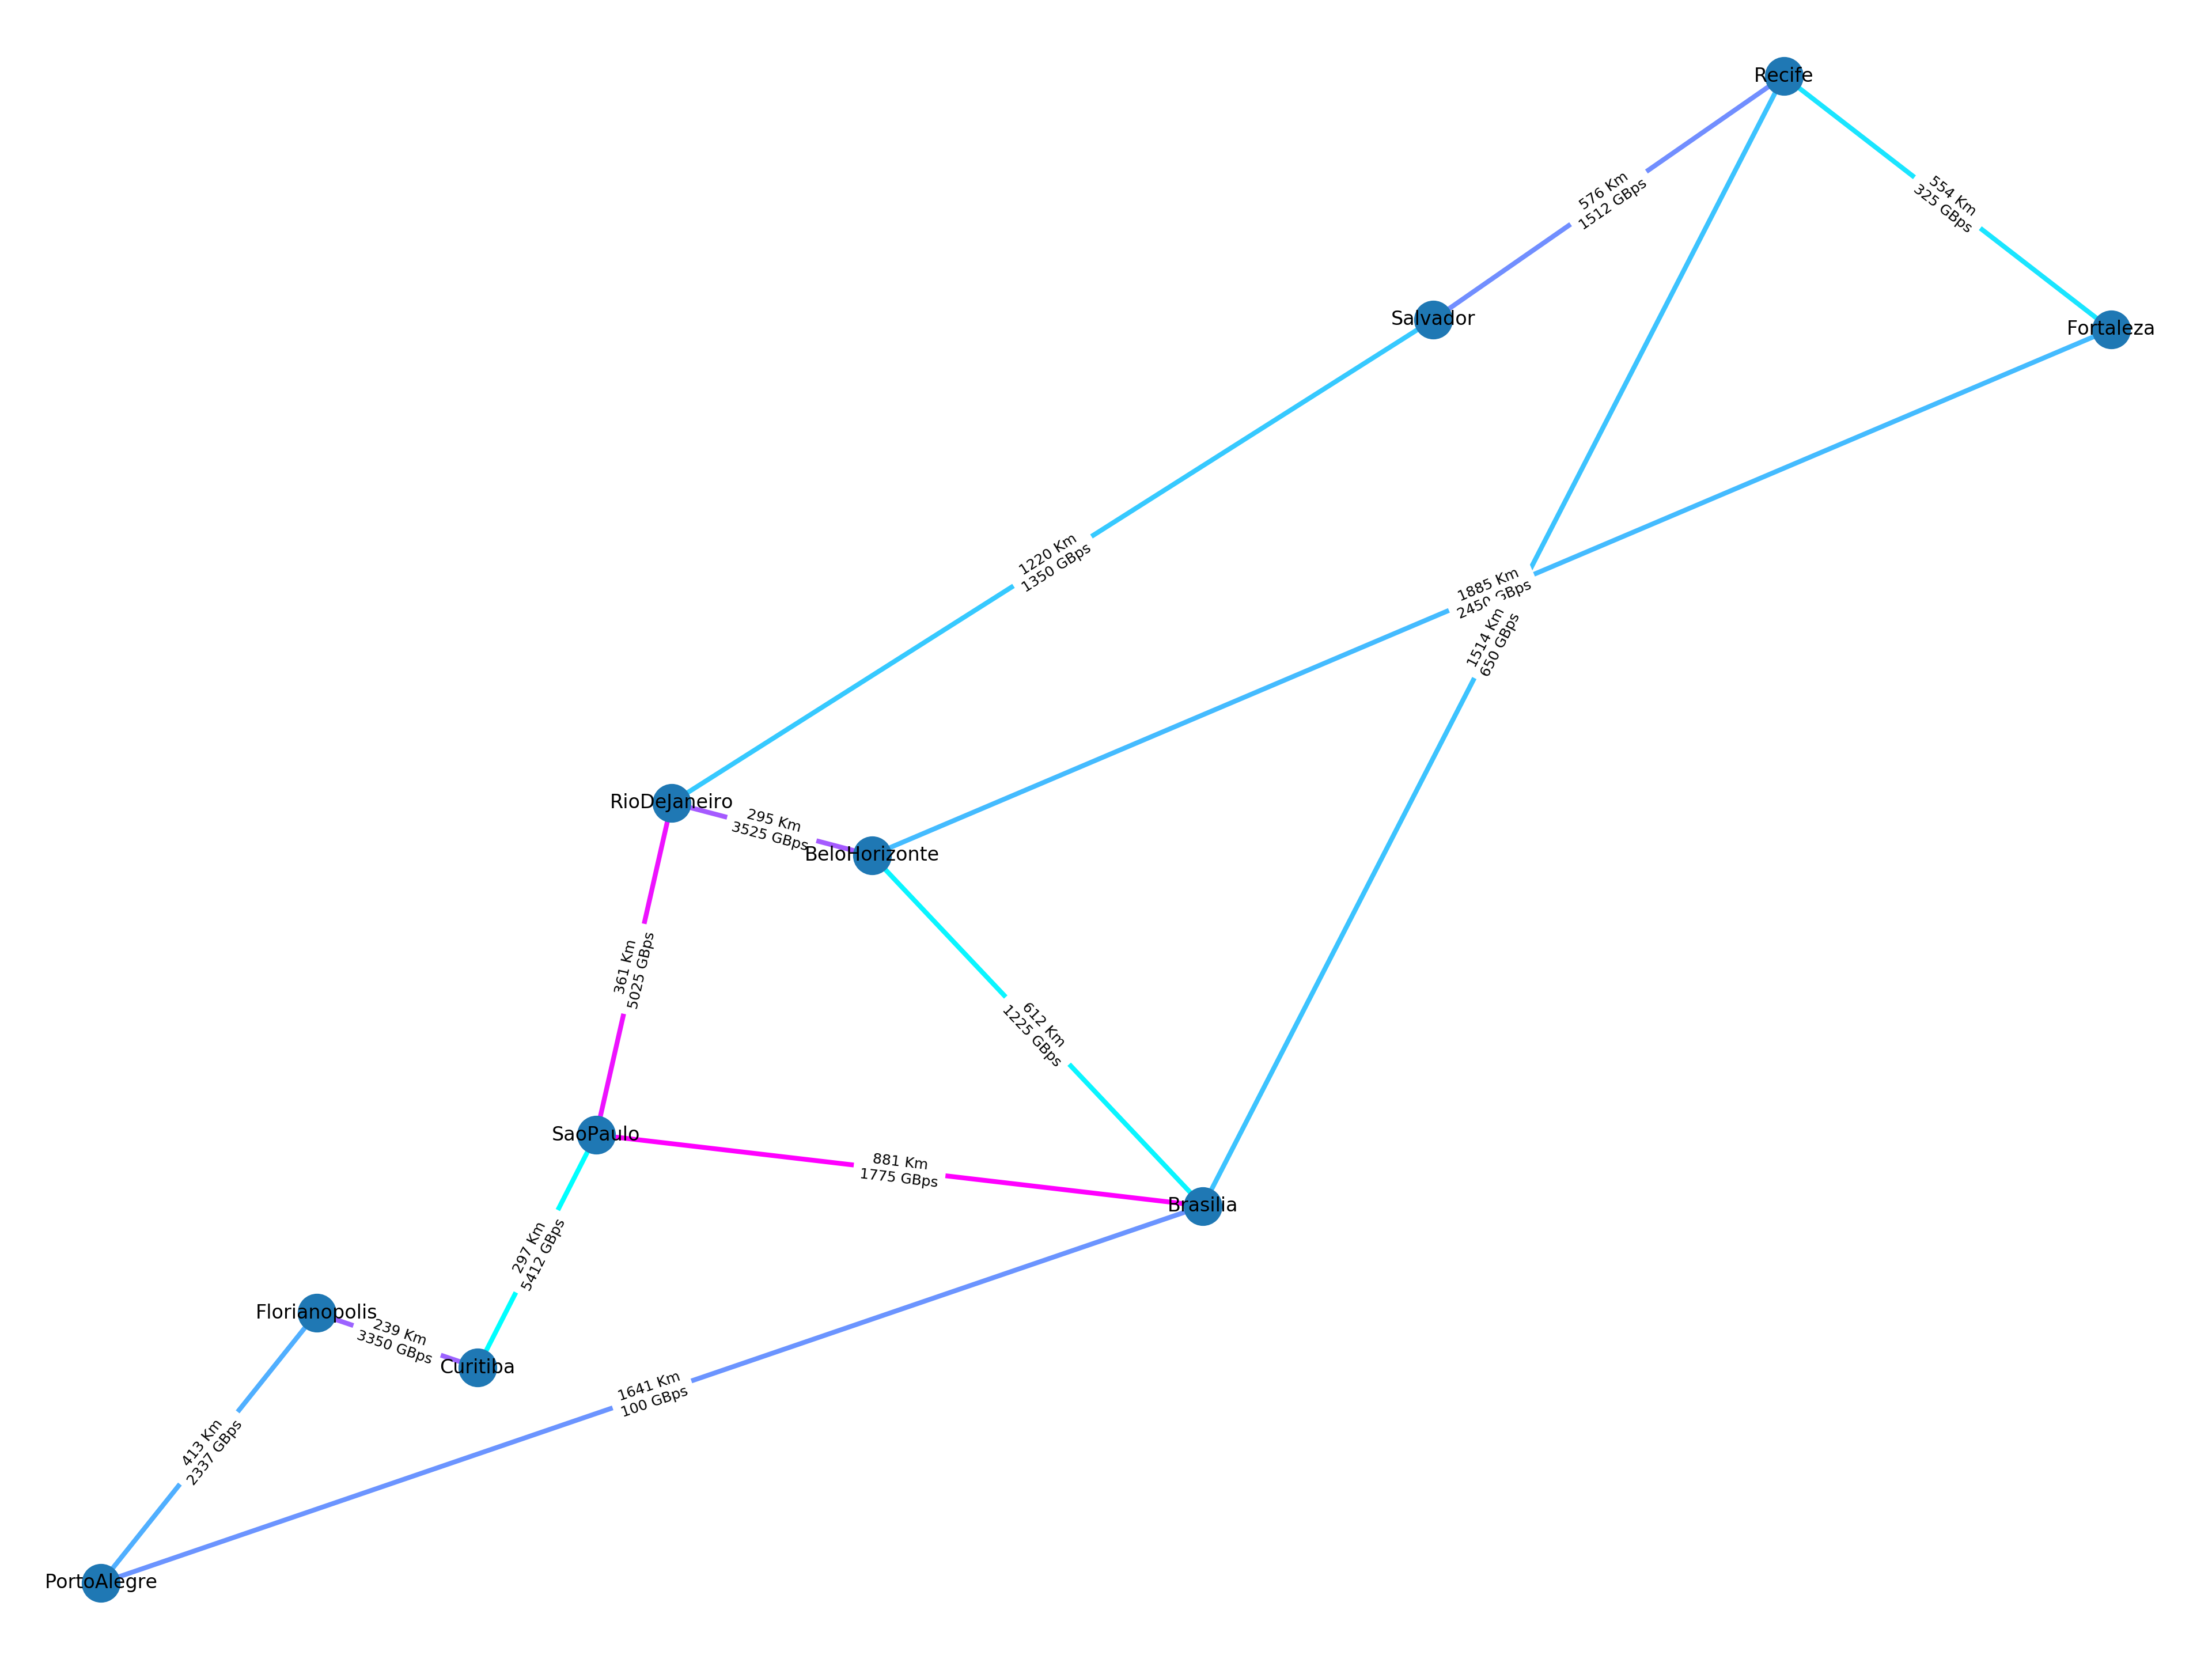 Recife
554 Km
325 GBps
576 Km
1512 GBps
Salvador
Fortaleza
1220 Km
1350 GBps
1885 Km
2450 GBps
1514 Km
650 GBps
RioDeJaneiro
295 Km
3525 GBps
BeloHorizonte
361 Km
5025 GBps
612 Km
1225 GBps
SaoPaulo
881 Km
1775 GBps
Brasilia
297 Km
5412 GBps
Florianopolis
239 Km
3350 GBps
Curitiba
1641 Km
100 GBps
413 Km
2337 GBps
PortoAlegre